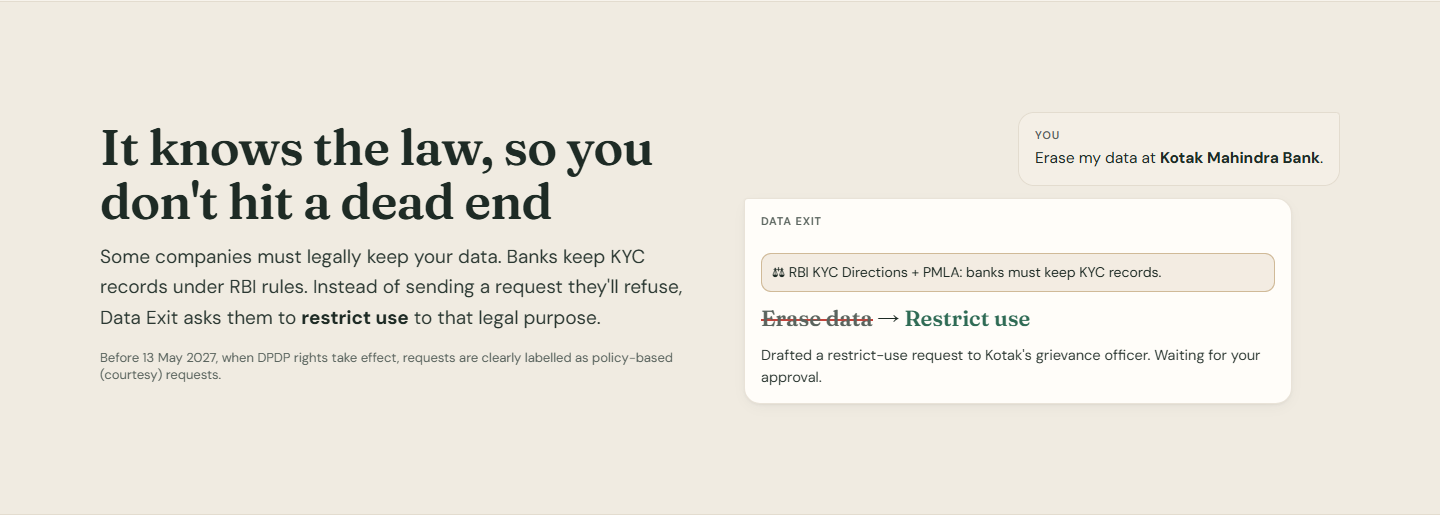 It knows the law, so you
don't hit a dead end
Some companies must legally keep your data. Banks keep KYC
records under RBI rules. Instead of sending a request they'll refuse,
Data Exit asks them to restrict use to that legal purpose.
Before 13 May 2027, when DPDP rights take effect, requests are clearly labelled as policy-based
(courtesy) requests.
YOU
Erase my data at Kotak Mahindra Bank.
DATA EXIT
⚖ RBI KYC Directions + PMLA: banks must keep KYC records.
Erase data → Restrict use
Drafted a restrict-use request to Kotak's grievance officer. Waiting for your
approval.